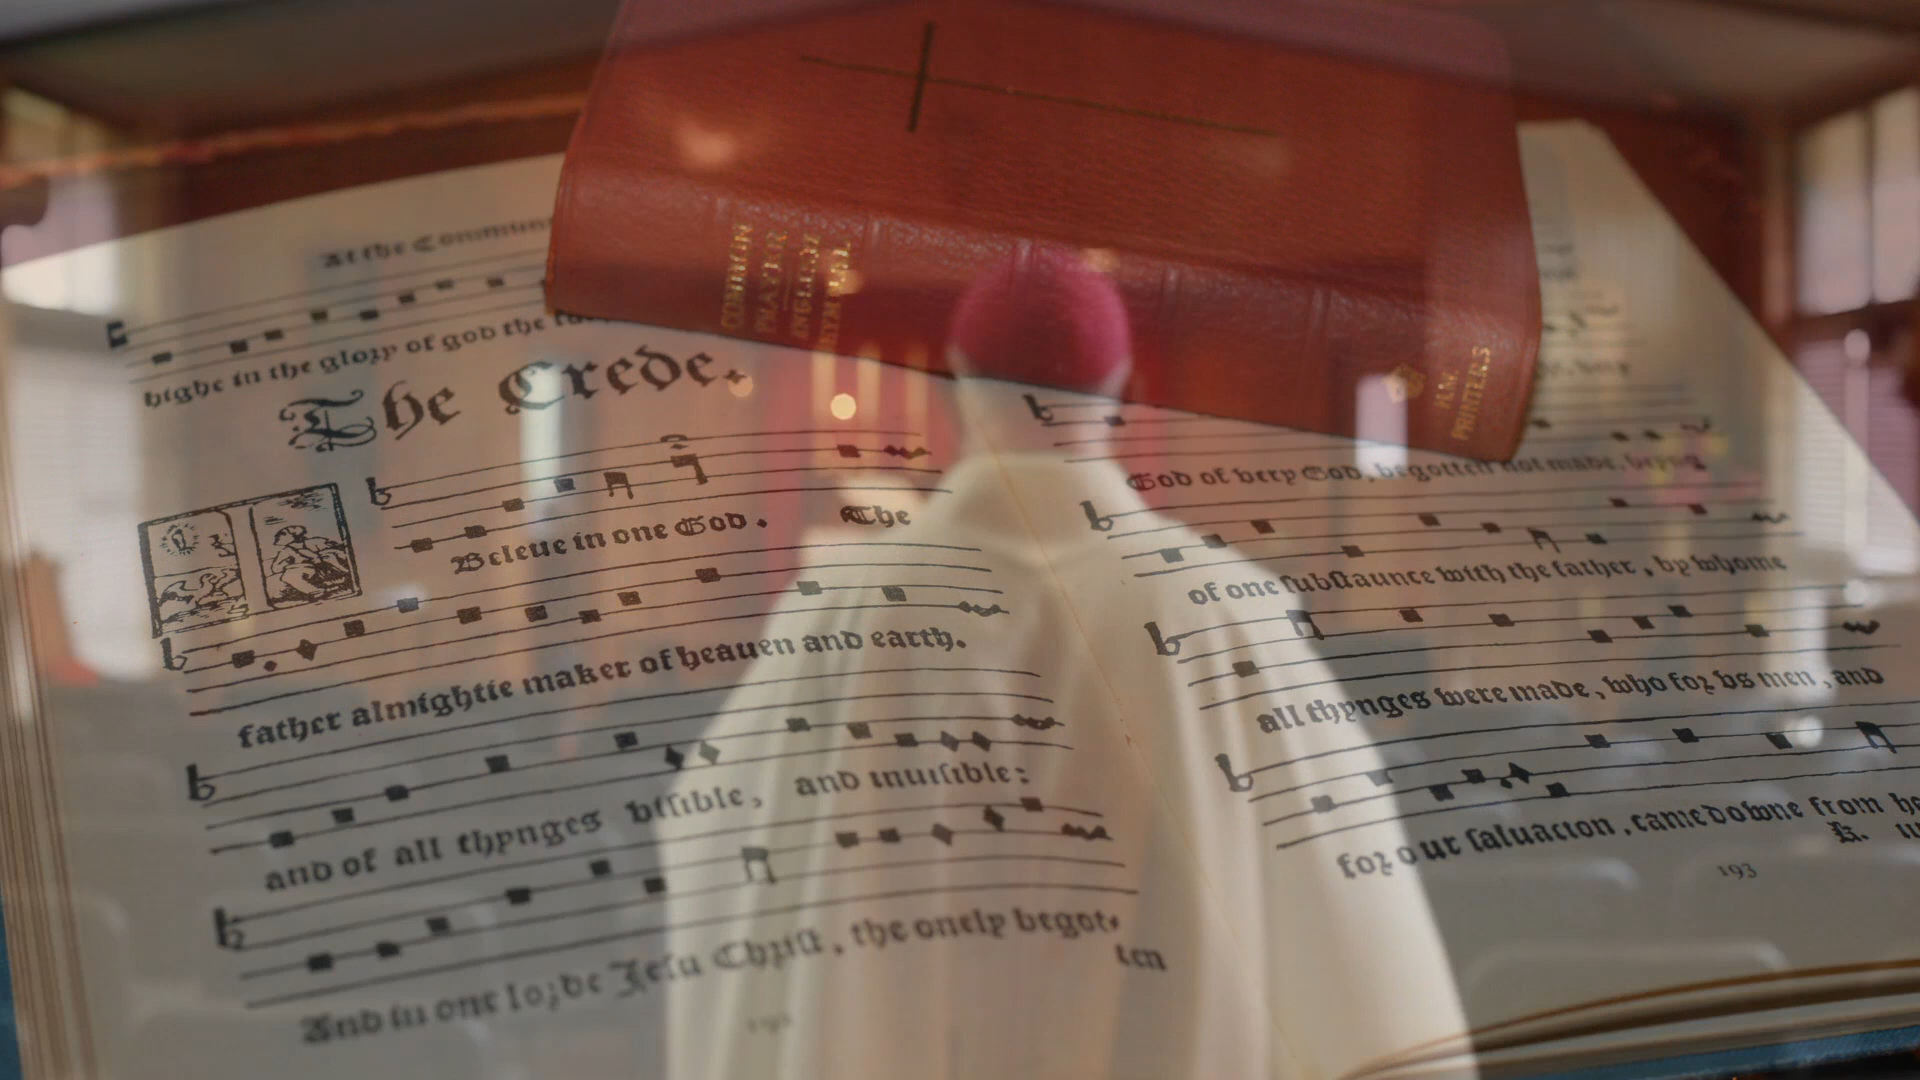 At the Commun
highe in the glory of god the
The Crede.
Beleue in one God. The
father almightie maker of heauen and earth.
and of all thynges visible, and inuisible:
And in one lorde Jesu Christ, the onely begot,
ten
COMMON
PRAYER
ENGLISH
HYMNAL
H.M.
PRINTERS
God of very God, begotten not made, beyng
of one substaunce with the father, by whome
all thynges were made, who for vs men, and
for our saluacion, came downe from he
K.
193